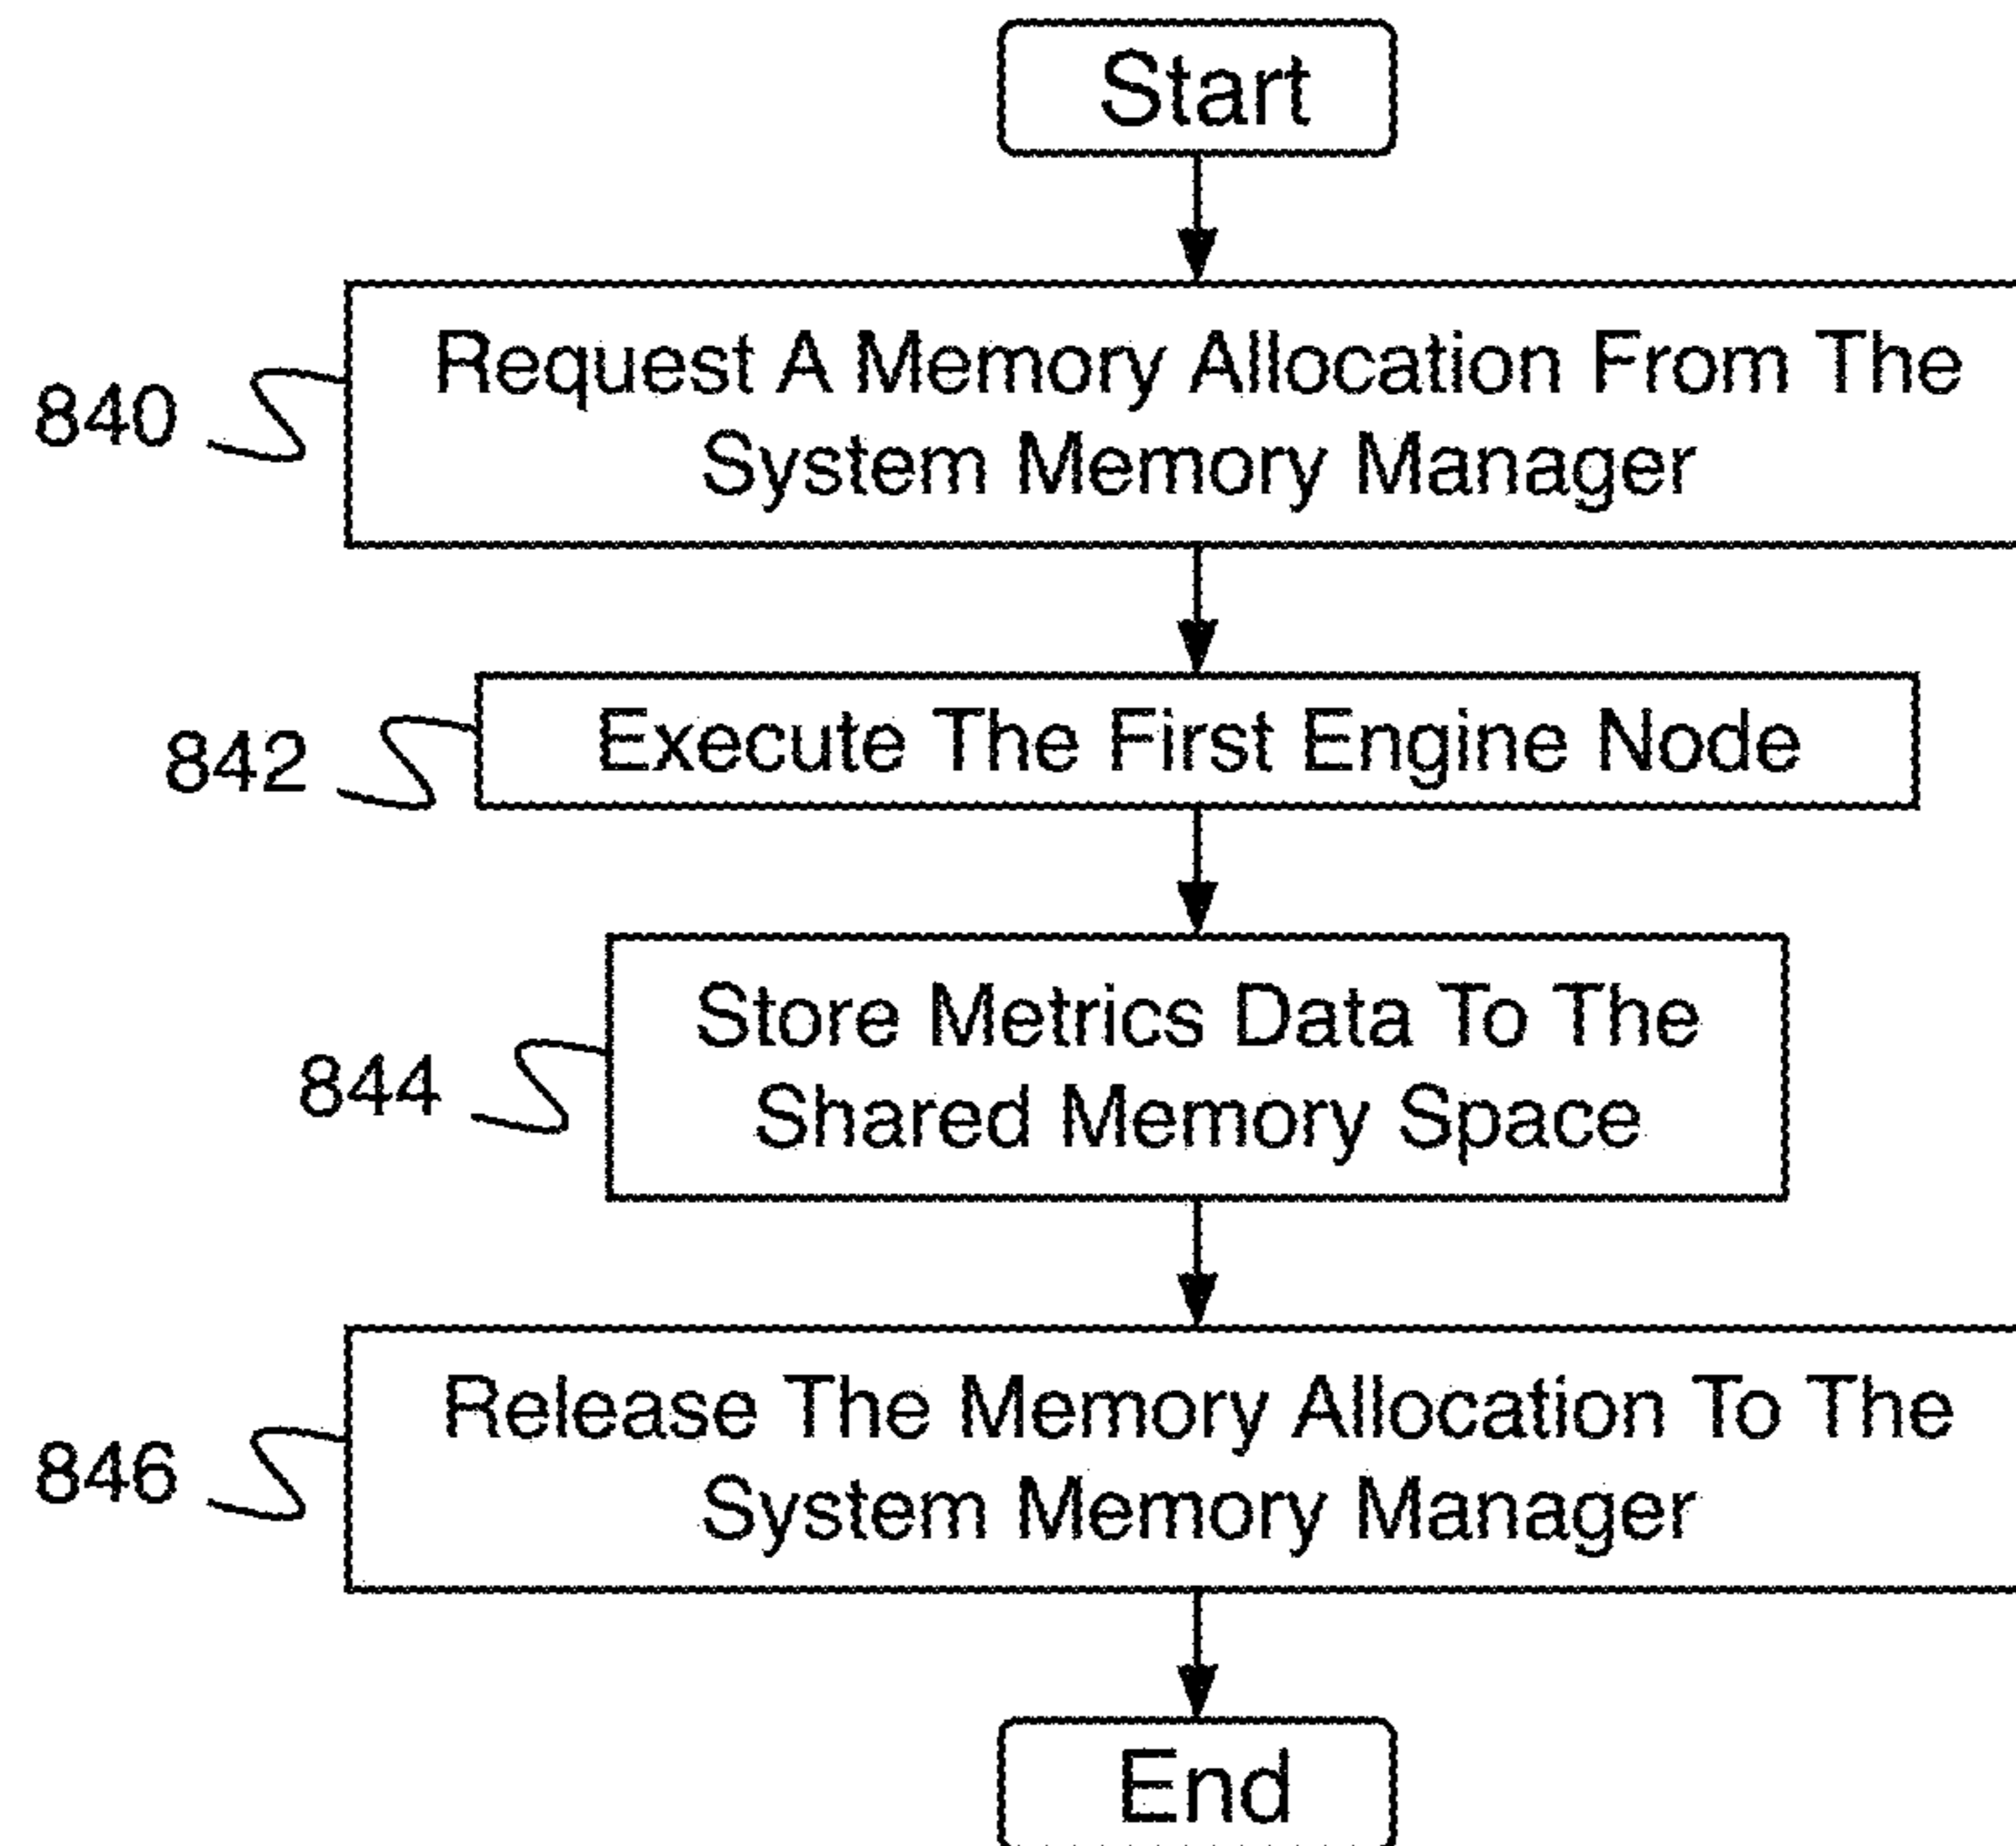 Start
840
Request A Memory Allocation From The
System Memory Manager
842
Execute The First Engine Node
844
Store Metrics Data To The
Shared Memory Space
846
Release The Memory Allocation To The
System Memory Manager
End